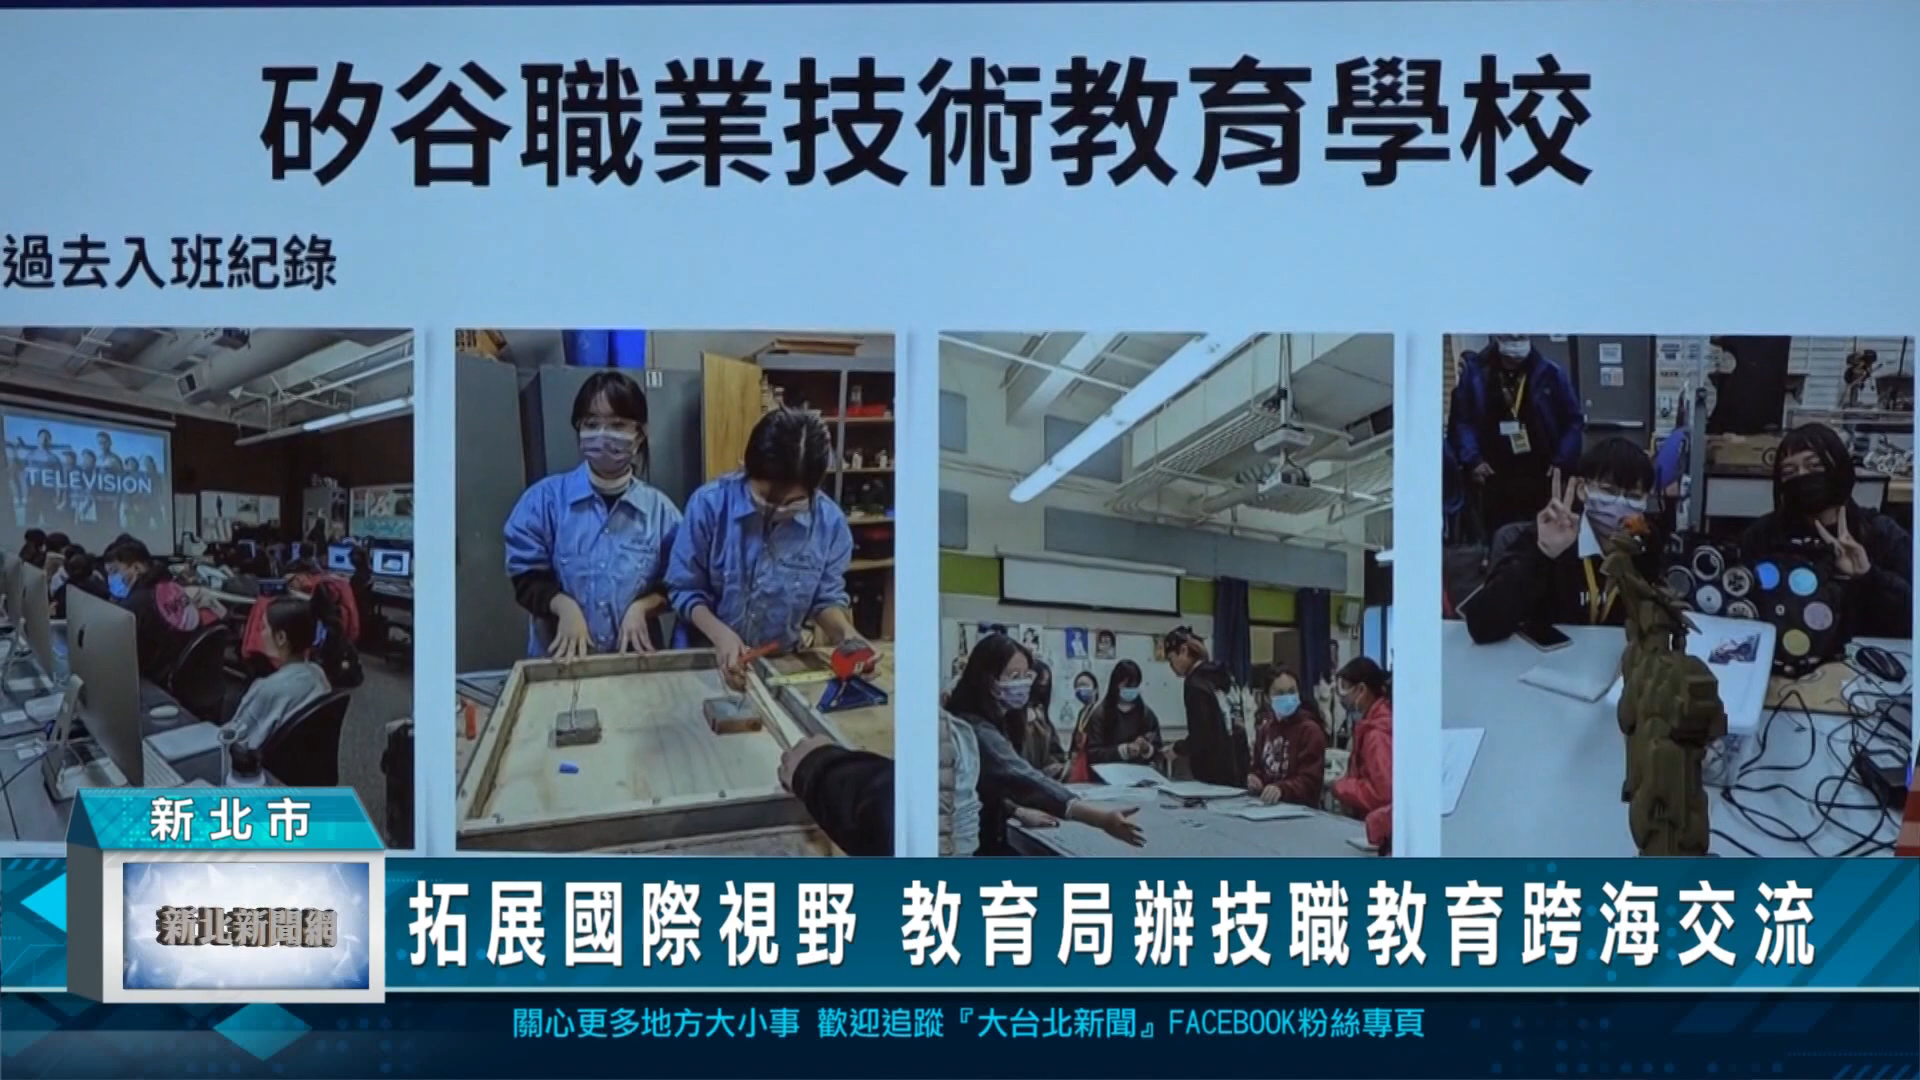 矽谷職業技術教育學校
過去入班紀錄
TELEVISION
新北市
新北新聞網
拓展國際視野 教育局辦技職教育跨海交流
關心更多地方大小事 歡迎追蹤『大台北新聞』FACEBOOK粉絲專頁